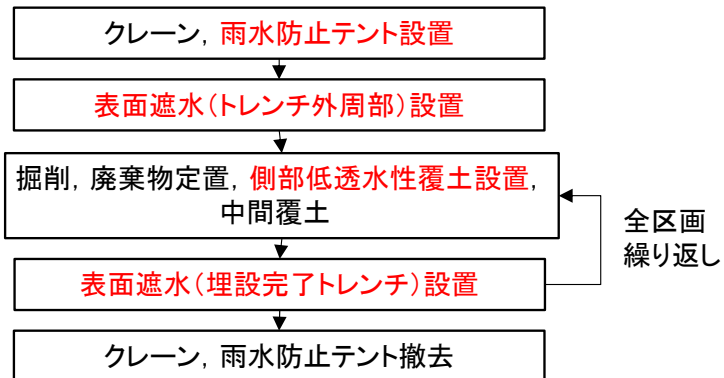 クレーン，雨水防止テント設置
表面遮水（トレンチ外周部）設置
掘削，廃棄物定置，側部低透水性覆土設置，
中間覆土
全区画
繰り返し
表面遮水（埋設完了トレンチ）設置
クレーン，雨水防止テント撤去